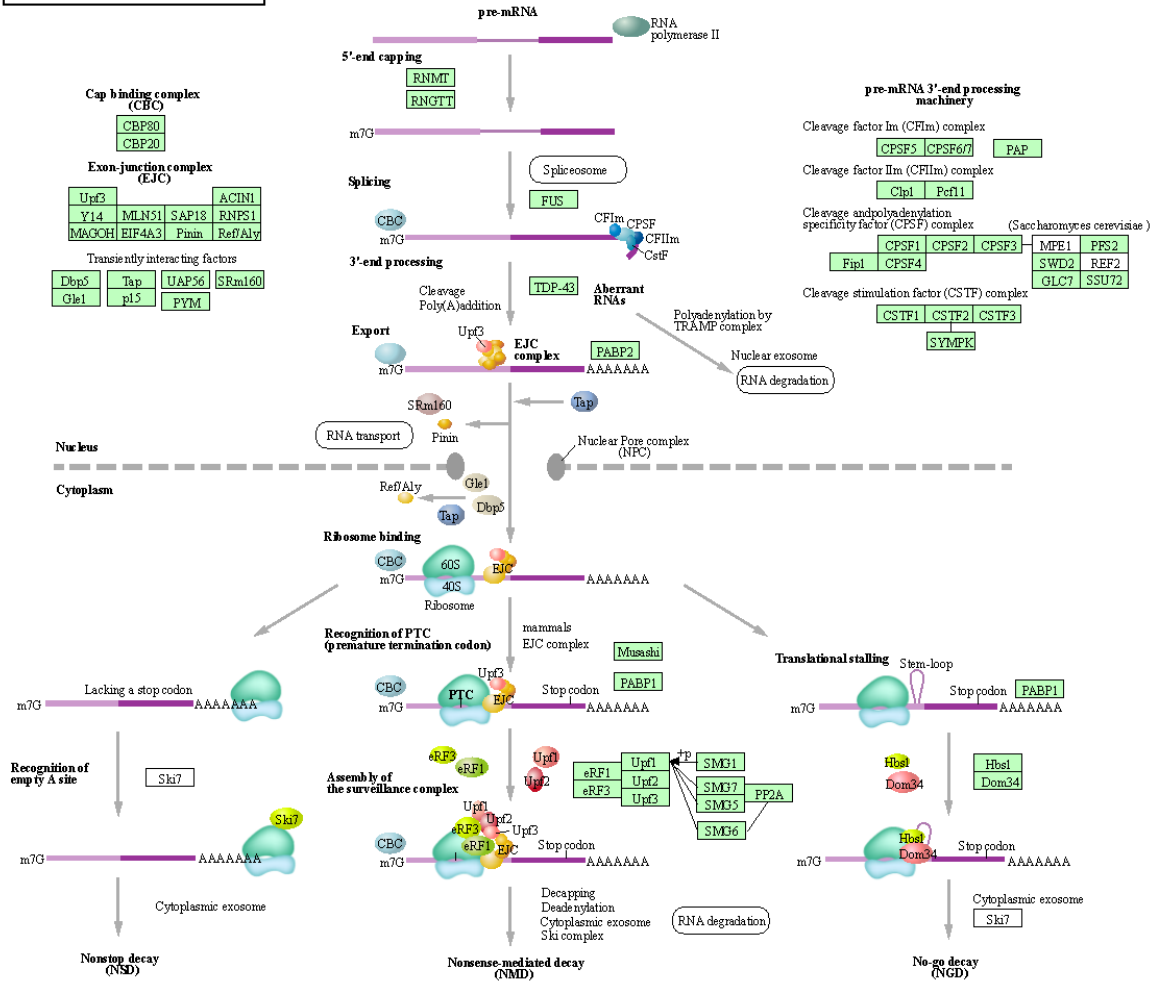 pre-mRNA
RNA
polymerase II
5'-end capping
RNMT
RNGTT
m7G
Cap binding complex
(CBC)
CBP80
CBP20
Exon-junction complex
(EJC)
Upf3 ACIN1
Y14 MLN51 SAP18 RNPS1
MAGOH EIF4A3 Pinin Ref/Aly
Transiently interacting factors
Dbp5 Tap UAP56 SRm160
Gle1 p15 PYM
pre-mRNA 3'-end processing
machinery
Cleavage factor Im (CFIm) complex
CPSF5 CPSF6/7 PAP
Cleavage factor IIm (CFIIm) complex
Clp1 Pcf11
Cleavage andpolyadenylation
specificity factor (CPSF) complex
(Saccharomyces cerevisiae )
CPSF1 CPSF2 CPSF3 MPE1 PFS2
Fip1 CPSF4 SWD2 REF2
GLC7 SSU72
Cleavage stimulation factor (CSTF) complex
CSTF1 CSTF2 CSTF3
SYMPK
Splicing
Spliceosome
FUS
CBC
m7G
CFIm
CPSF
CFIIm
CstF
3'-end processing
Cleavage
Poly(A)addition
TDP-43
Aberrant
RNAs
Polyadenylation by
TRAMP complex
Nuclear exosome
RNA degradation
Export
Upf3
EJC
complex
PABP2
m7G AAAAAAA
SRm160
Tap
Pinin
RNA transport
Nuclear Pore complex
(NPC)
Nucleus
Cytoplasm
Ref/Aly
Gle1
Dbp5
Tap
Ribosome binding
CBC
60S
40S
EJC
m7G AAAAAAA
Ribosome
Recognition of PTC
(premature termination codon)
mammals
EJC complex
Musashi
PABP1
CBC
PTC
Upf3
EJC
Stop codon
m7G AAAAAAA
Lacking a stop codon
m7G AAAAAAA
Translational stalling
Stem-loop
Stop codon
PABP1
m7G AAAAAAA
Recognition of
empty A site
Ski7
Assembly of
the surveillance complex
eRF3
eRF1
Upf1
Upf2
eRF1
eRF3
Upf1
Upf2
Upf3
+p
SMG1
SMG7
SMG5
SMG6
PP2A
Hbs1
Dom34
Hbs1
Dom34
Ski7
m7G AAAAAAA
CBC
Upf1
Upf2
eRF3
Upf3
eRF1
EJC
Stop codon
m7G AAAAAAA
Hbs1
Dom34
Stop codon
m7G AAAAAAA
Cytoplasmic exosome
Decapping
Deadenylation
Cytoplasmic exosome
Ski complex
RNA degradation
Cytoplasmic exosome
Ski7
Nonstop decay
(NSD)
Nonsense-mediated decay
(NMD)
No-go decay
(NGD)